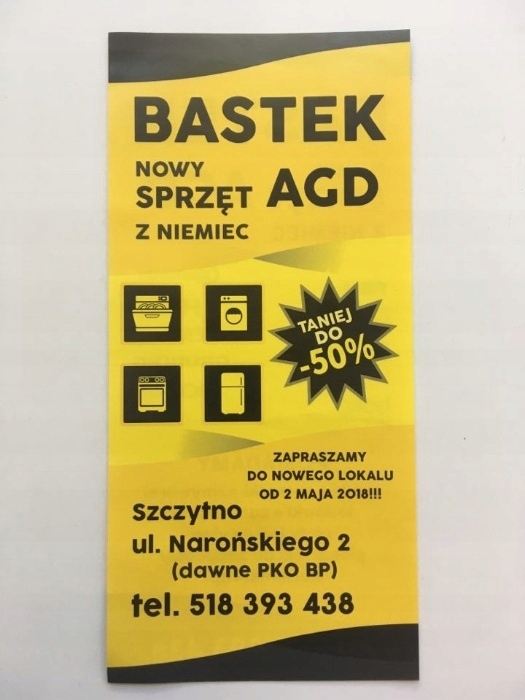 BASTEK
NOWY
SPRZĘT AGD
Z NIEMIEC
TANIEJ
DO
-50%
ZAPRASZAMY
DO NOWEGO LOKALU
OD 2 MAJA 2018!!!
Szczytno
ul. Narońskiego 2
(dawne PKO BP)
tel. 518 393 438